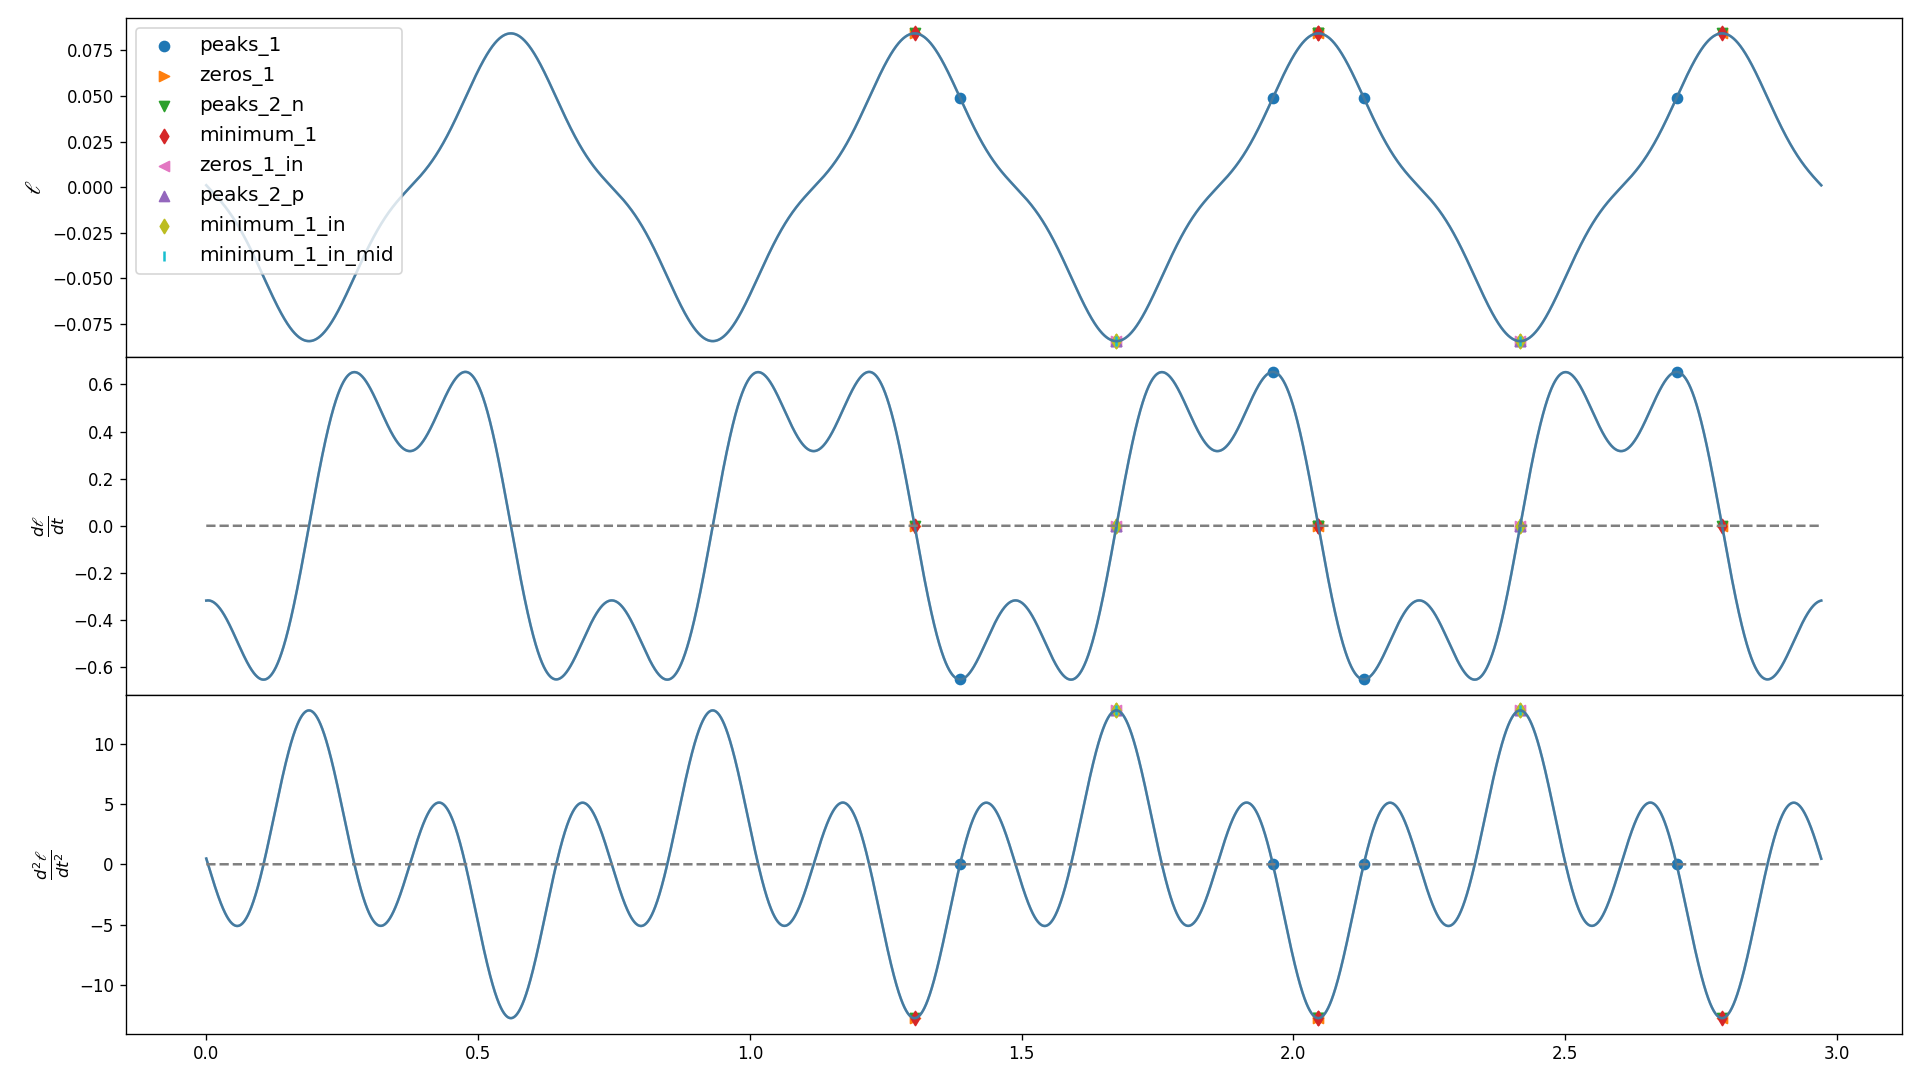 peaks_1
zeros_1
peaks_2_n
minimum_1
zeros_1_in
peaks_2_p
minimum_1_in
minimum_1_in_mid
0.075
0.050
0.025
0.000
−0.025
−0.050
−0.075
ℓ
0.6
0.4
0.2
0.0
−0.2
−0.4
−0.6
dℓ
dt
10
5
0
−5
−10
d²ℓ
dt²
0.0 0.5 1.0 1.5 2.0 2.5 3.0